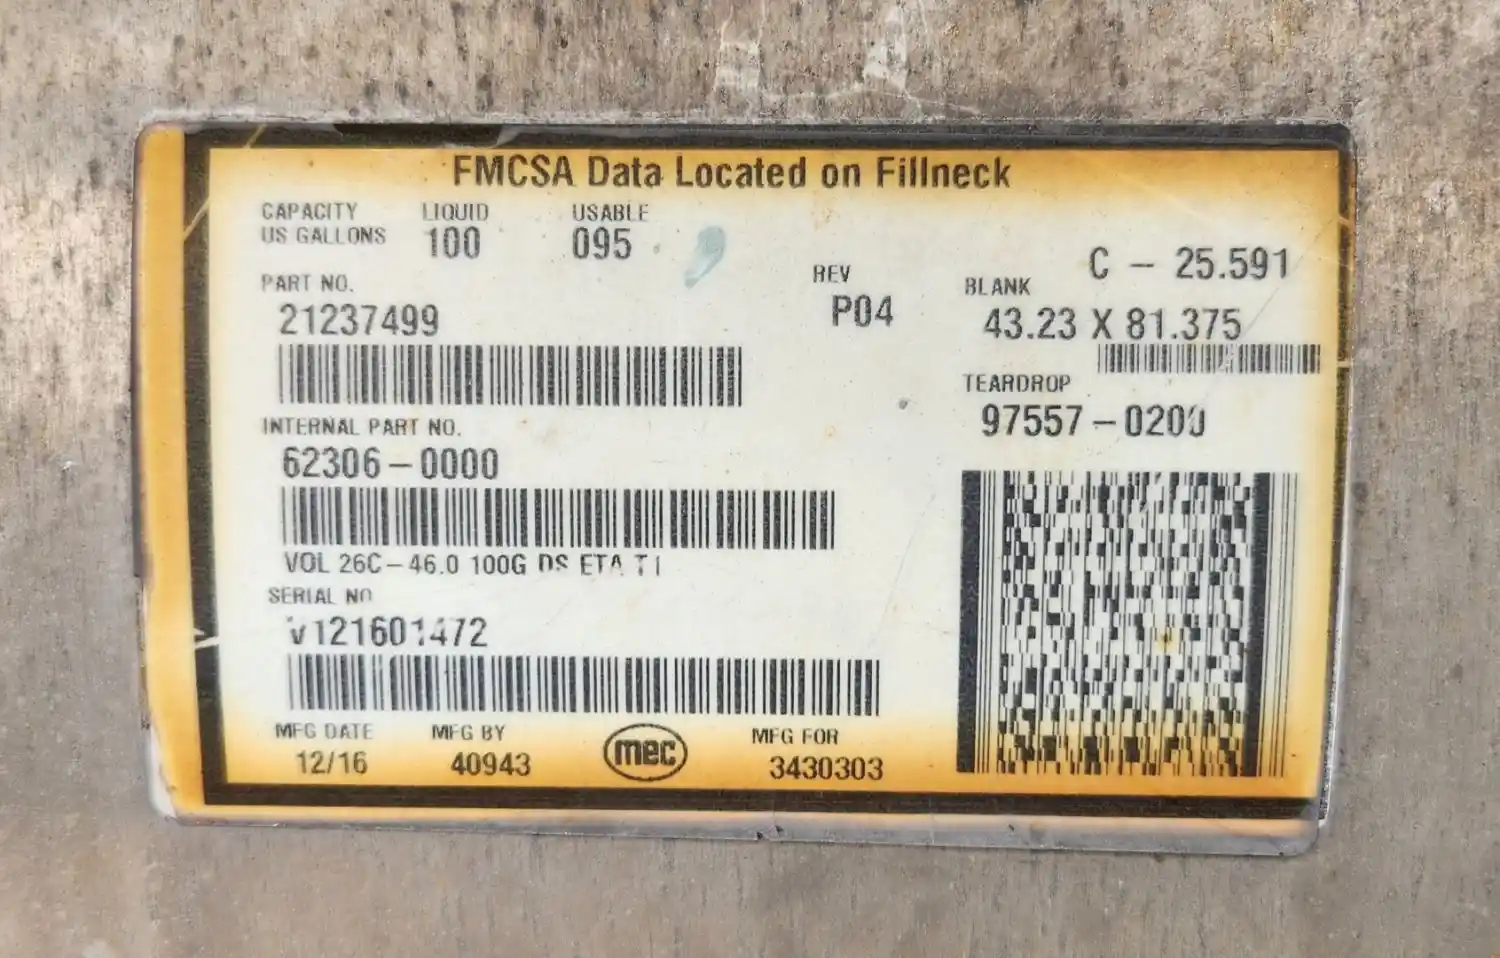 FMCSA Data Located on Fillneck
CAPACITY
US GALLONS
LIQUID
100
USABLE
095
C - 25.591
PART NO.
21237499
REV
P04
BLANK
43.23 X 81.375
TEARDROP
97557-0200
INTERNAL PART NO.
62306-0000
VOL 26C-46.0 100G DS ETA
SERIAL NO
V121601472
MFG DATE
12/16
MFG BY
40943
mec
MFG FOR
3430303